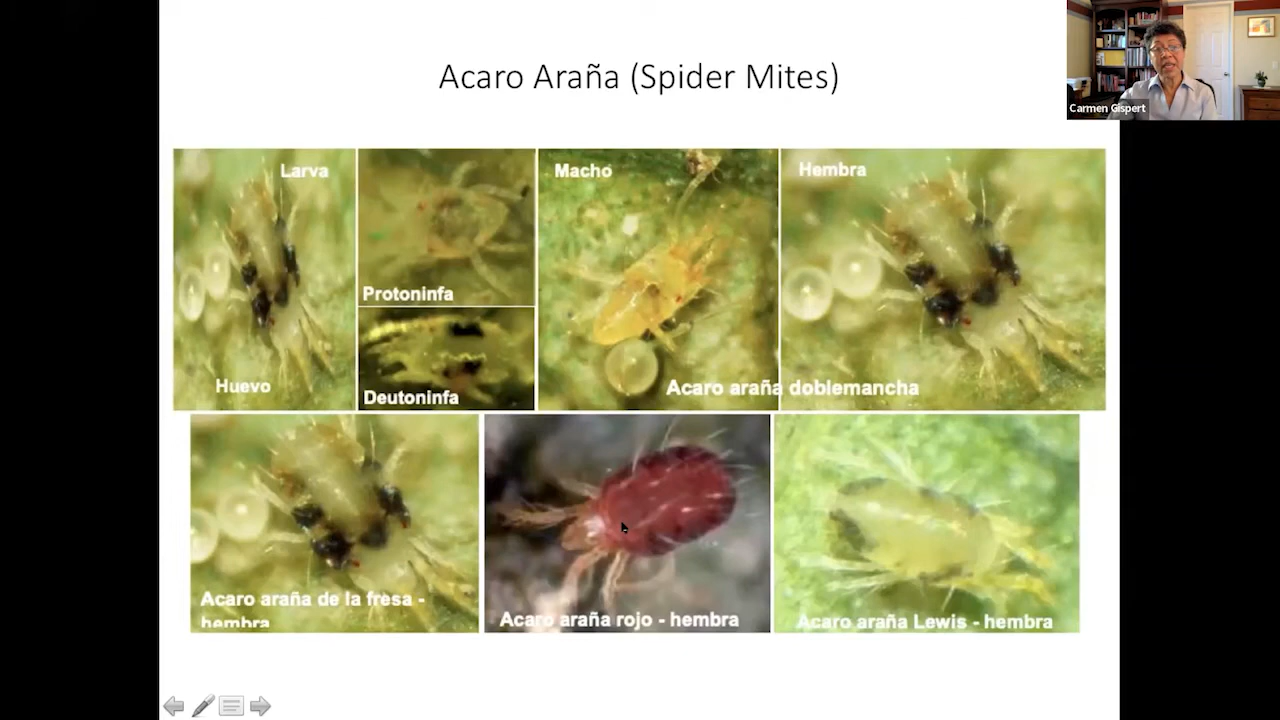 Acaro Araña (Spider Mites)
Carmen Gispert
Larva
Huevo
Protoninfa
Deutoninfa
Macho
Hembra
Acaro araña doblemancha
Acaro araña de la fresa -
hembra
Acaro araña rojo - hembra
Acaro araña Lewis - hembra